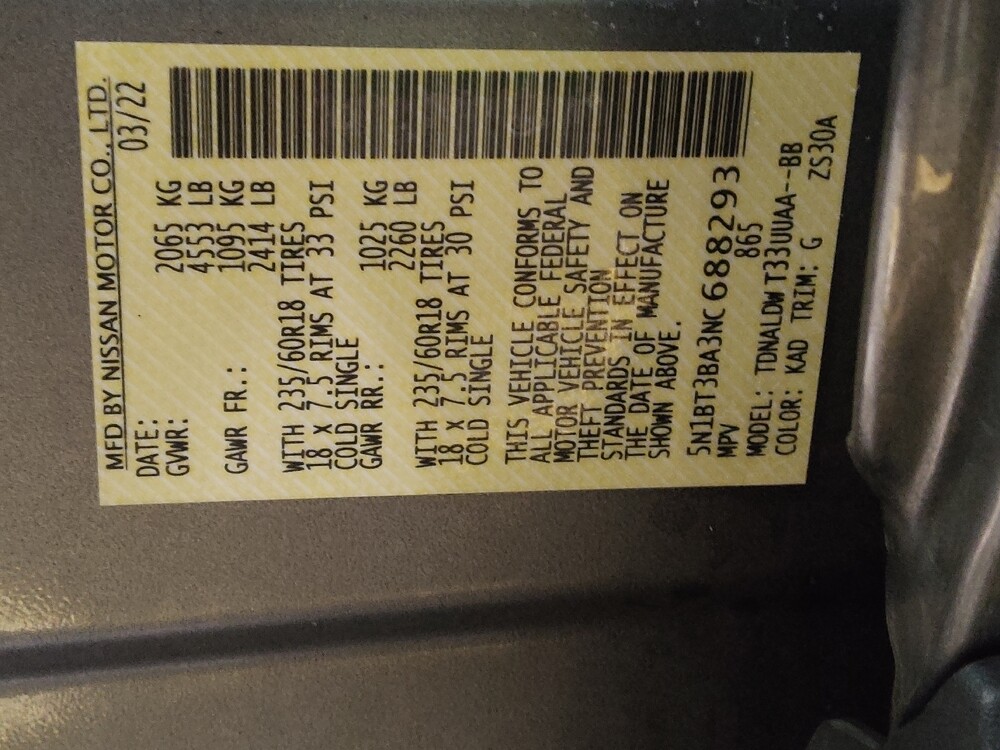 MFD BY NISSAN MOTOR CO., LTD.
DATE: 03/22
GVWR: 2065 KG
4553 LB
GAWR FR.: 1095 KG
2414 LB
WITH 235/60R18 TIRES
18 x 7.5 RIMS AT 33 PSI
COLD SINGLE
GAWR RR.: 1025 KG
2260 LB
WITH 235/60R18 TIRES
18 x 7.5 RIMS AT 30 PSI
COLD SINGLE
THIS VEHICLE CONFORMS TO
ALL APPLICABLE FEDERAL
MOTOR VEHICLE SAFETY AND
THEFT PREVENTION
STANDARDS IN EFFECT ON
THE DATE OF MANUFACTURE
SHOWN ABOVE.
5N1BT3BA3NC688293
MPV 865
MODEL: TDNALDWT33UUAA--BB
COLOR: KAD TRIM: G ZS30A